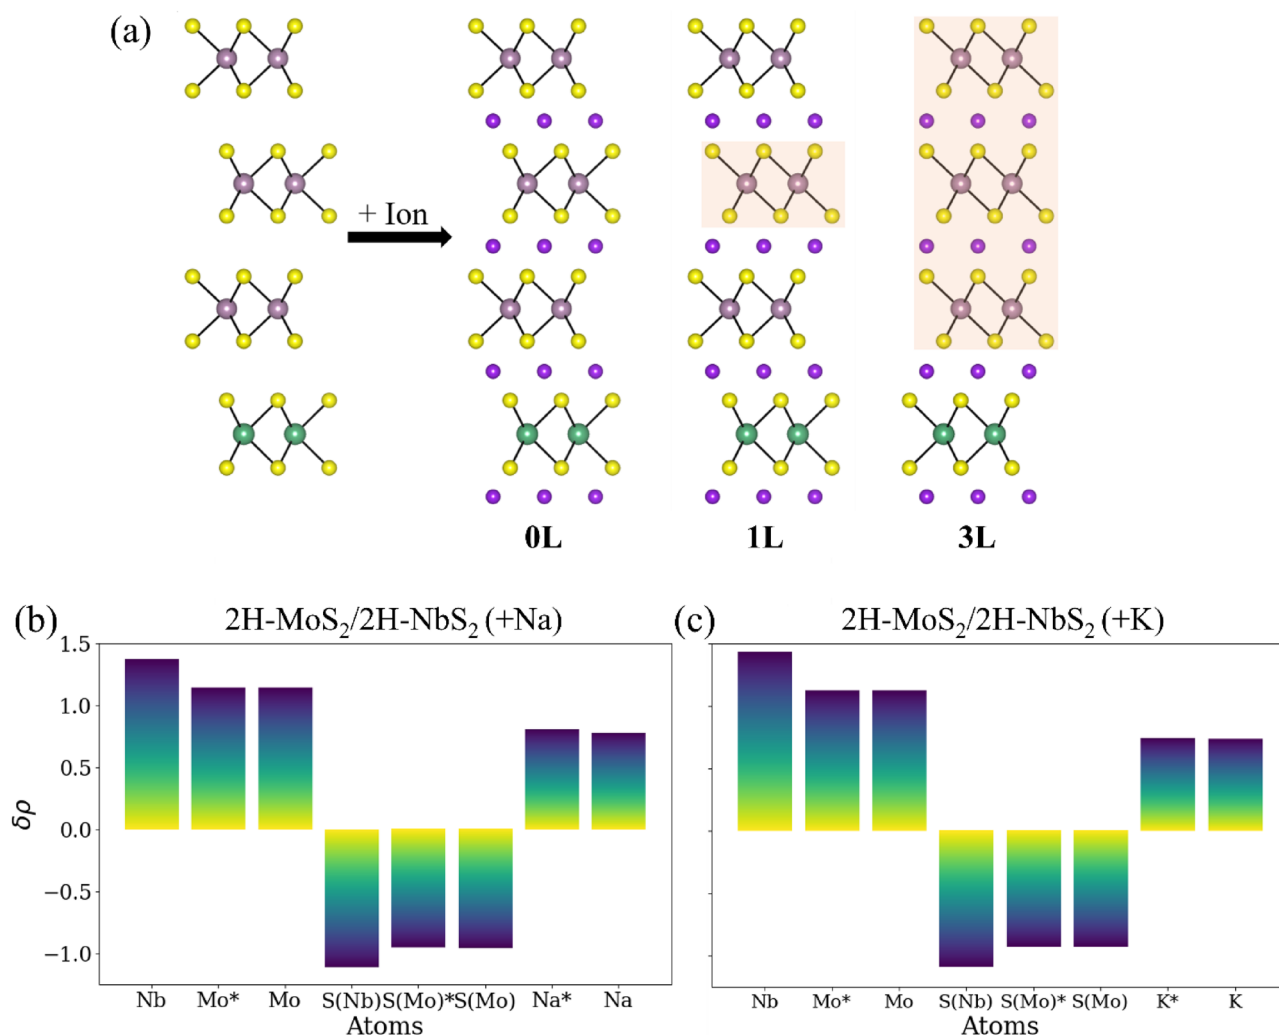 (a)
+ Ion
0L 1L 3L
(b) 2H-MoS₂/2H-NbS₂ (+Na)
1.5
1.0
0.5
0.0
−0.5
−1.0
δρ
Nb Mo* Mo S(Nb) S(Mo)* S(Mo) Na* Na
Atoms
(c) 2H-MoS₂/2H-NbS₂ (+K)
Nb Mo* Mo S(Nb) S(Mo)* S(Mo) K* K
Atoms